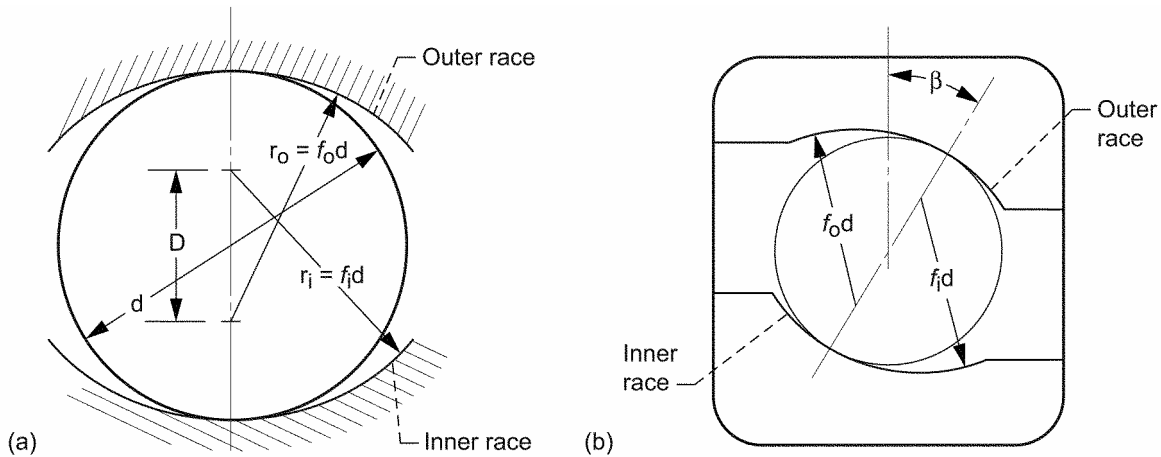 Outer race
r_o = f_o d
D
r_i = f_i d
d
Inner race
(a)
β
Outer
race
f_o d
f_i d
Inner
race
(b)